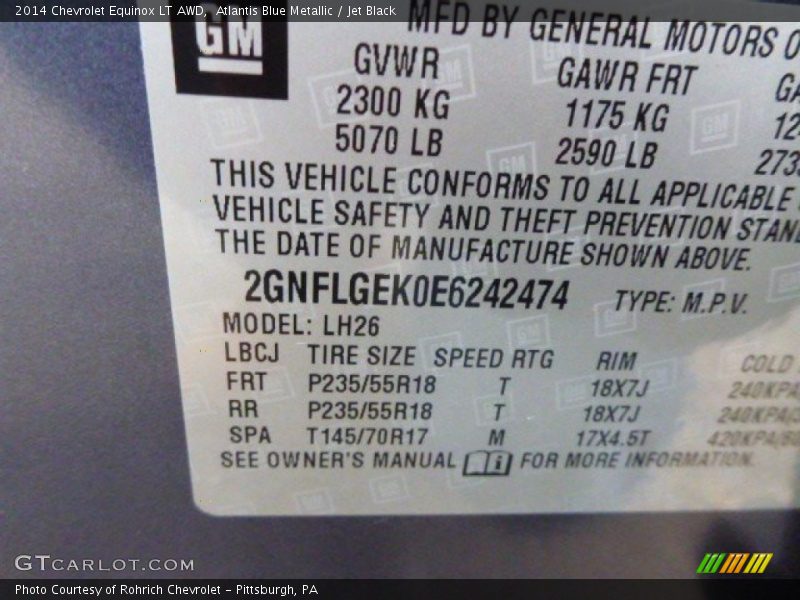 2014 Chevrolet Equinox LT AWD, Atlantis Blue Metallic / Jet Black
GM
MFD BY GENERAL MOTORS
GVWR GAWR FRT
2300 KG 1175 KG
5070 LB 2590 LB
THIS VEHICLE CONFORMS TO ALL APPLICABLE
VEHICLE SAFETY AND THEFT PREVENTION
THE DATE OF MANUFACTURE SHOWN ABOVE.
2GNFLGEK0E6242474 TYPE: M.P.V.
MODEL: LH26
LBCJ TIRE SIZE SPEED RTG RIM COLD
FRT P235/55R18 T 18X7J 240KPA
RR P235/55R18 T 18X7J 240KPA
SPA T145/70R17 M 17X4.5T 420KPA
SEE OWNER'S MANUAL FOR MORE INFORMATION.
GTCARLOT.COM
Photo Courtesy of Rohrich Chevrolet - Pittsburgh, PA